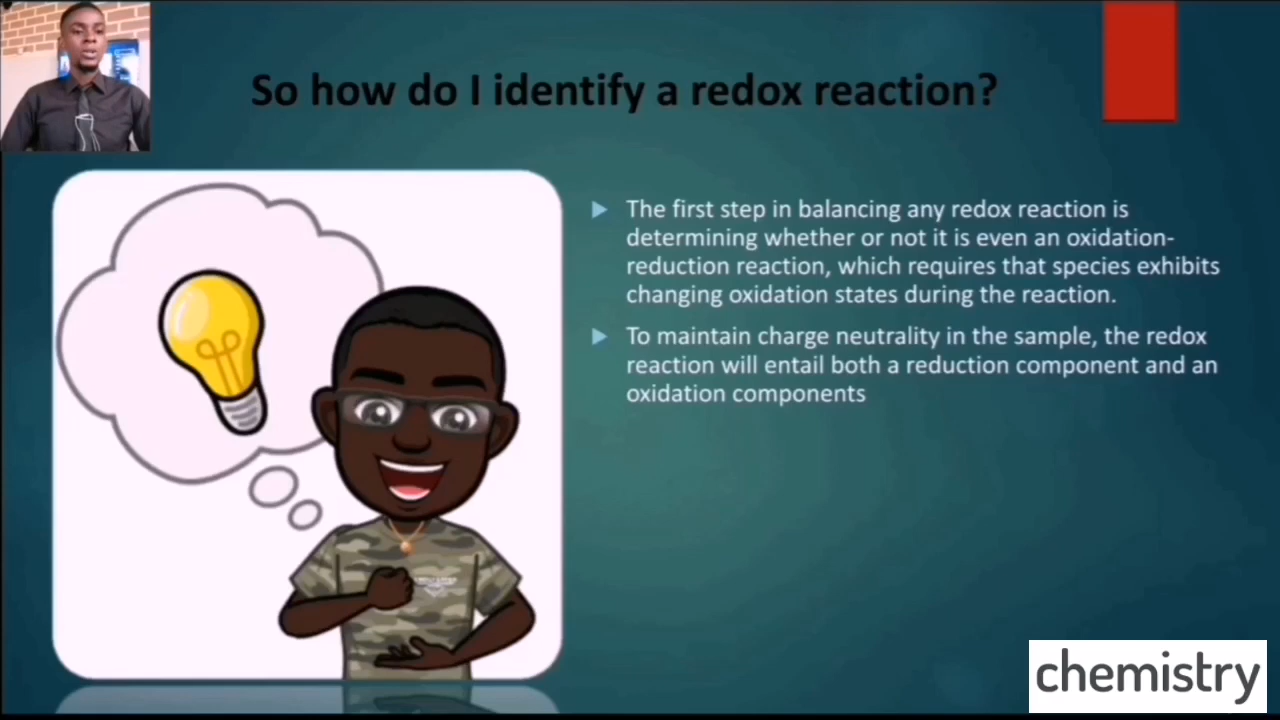 So how do I identify a redox reaction?
The first step in balancing any redox reaction is
determining whether or not it is even an oxidation-
reduction reaction, which requires that species exhibits
changing oxidation states during the reaction.
To maintain charge neutrality in the sample, the redox
reaction will entail both a reduction component and an
oxidation components
chemistry